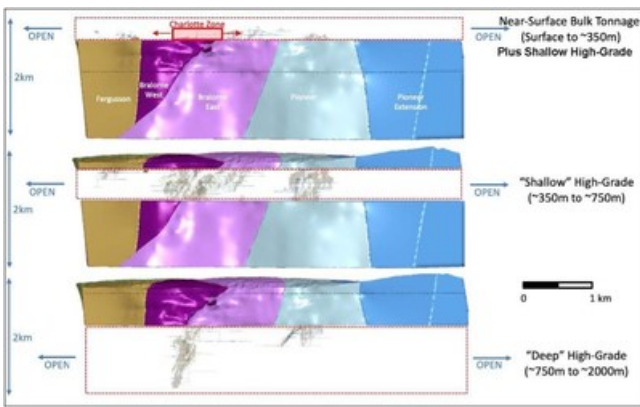 Charlotte Zone
OPEN
OPEN
Near-Surface Bulk Tonnage
(Surface to ~350m)
Plus Shallow High-Grade
2km
Fergusson
Bralorne
West
Bralorne
East
Pioneer
Pioneer
Extension
OPEN
OPEN
"Shallow" High-Grade
(~350m to ~750m)
2km
0
1 km
2km
OPEN
OPEN
"Deep" High-Grade
(~750m to ~2000m)